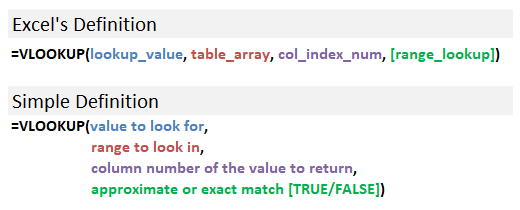 Excel's Definition
=VLOOKUP(lookup_value, table_array, col_index_num, [range_lookup])
Simple Definition
=VLOOKUP(value to look for,
range to look in,
column number of the value to return,
approximate or exact match [TRUE/FALSE])